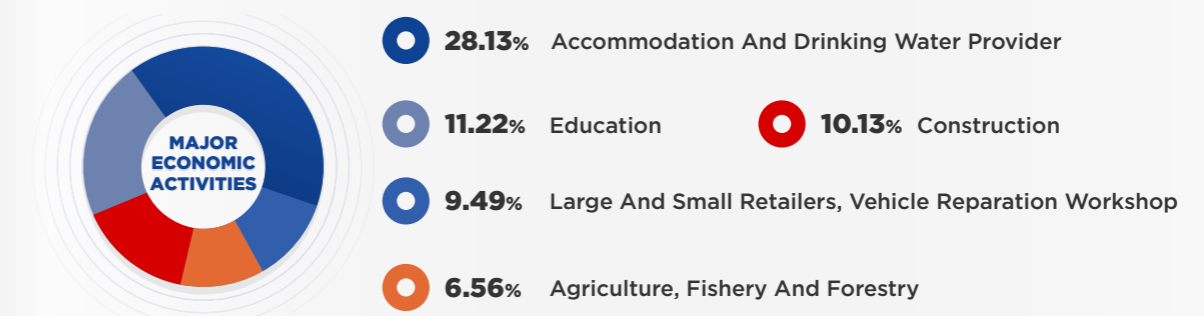 MAJOR
ECONOMIC
ACTIVITIES
28.13% Accommodation And Drinking Water Provider
11.22% Education
10.13% Construction
9.49% Large And Small Retailers, Vehicle Reparation Workshop
6.56% Agriculture, Fishery And Forestry